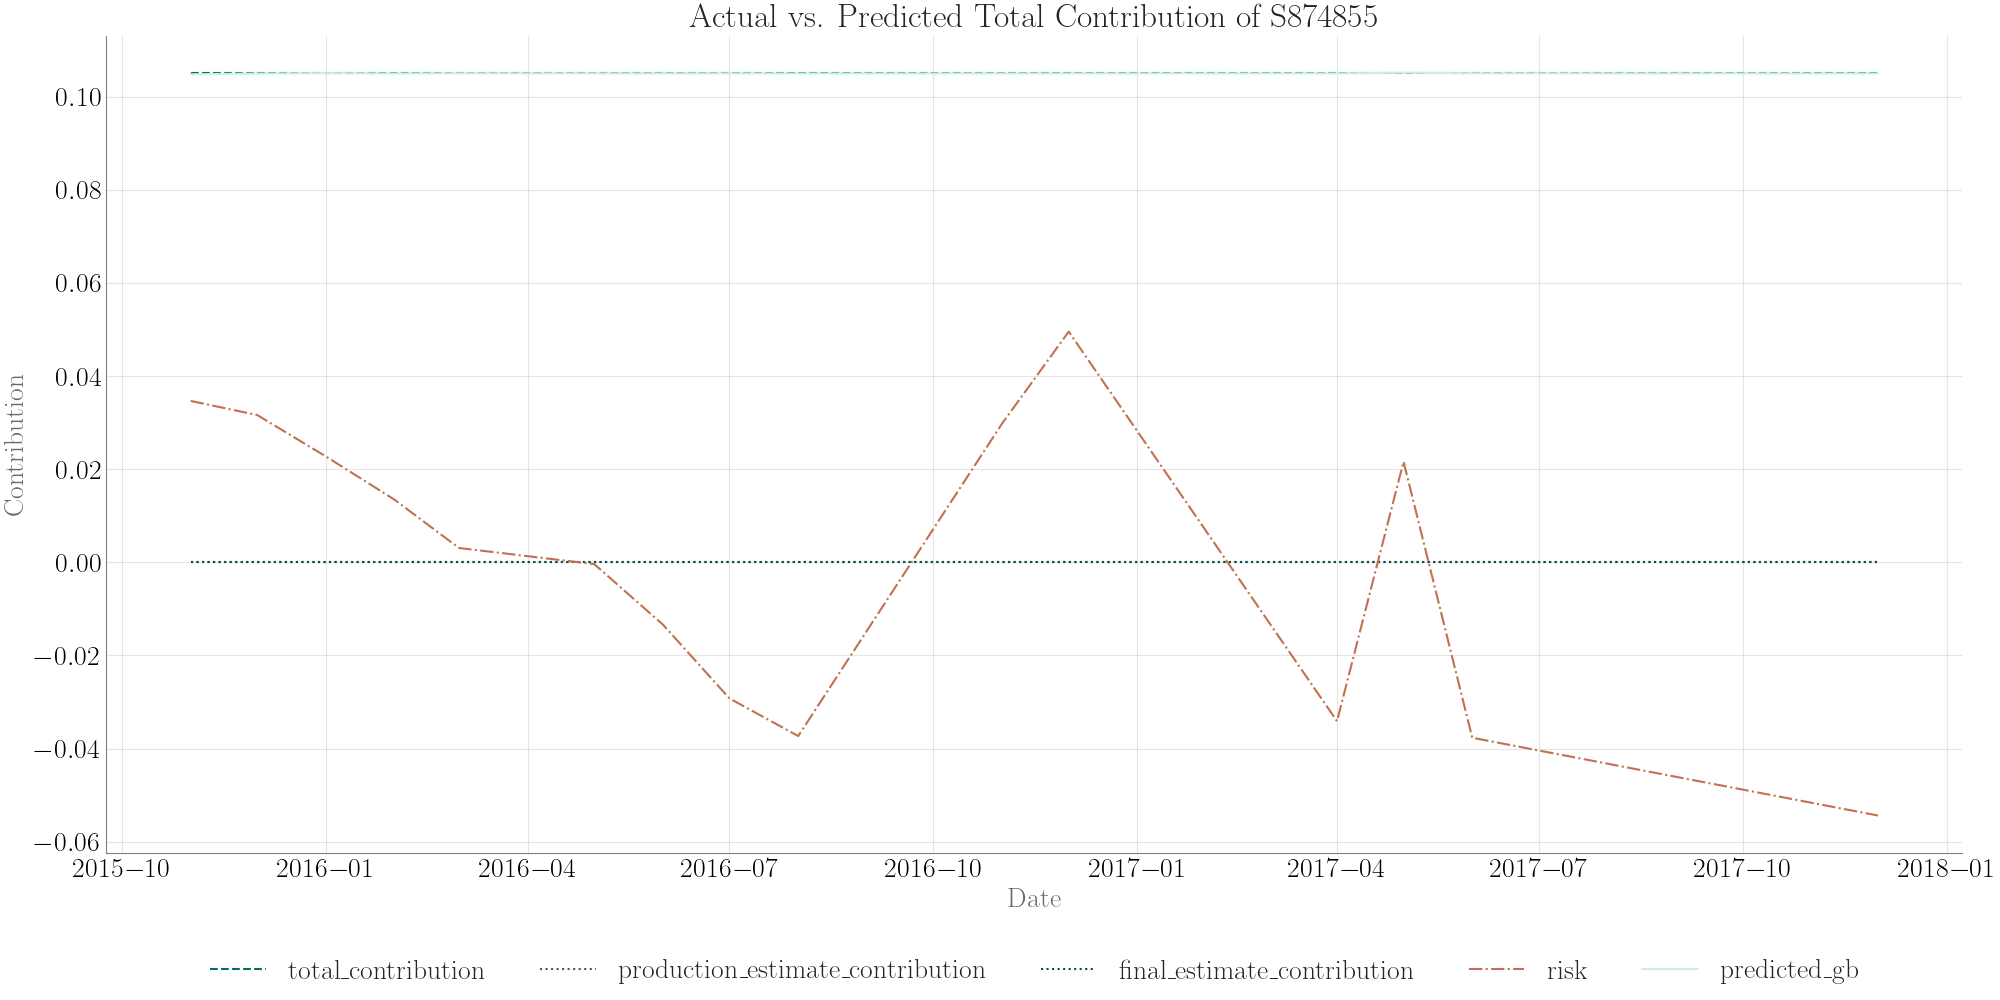 Actual vs. Predicted Total Contribution of S874855
Contribution
0.10
0.08
0.06
0.04
0.02
0.00
−0.02
−0.04
−0.06
2015−10 2016−01 2016−04 2016−07 2016−10 2017−01 2017−04 2017−07 2017−10 2018−01
Date
total_contribution production_estimate_contribution final_estimate_contribution risk predicted_gb